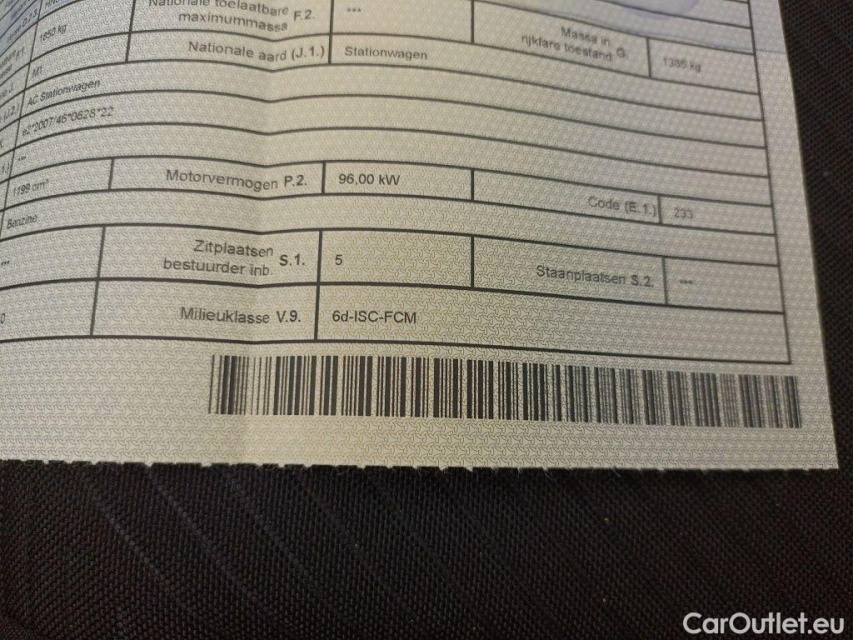 Nationale toelaatbare F.2.
maximummassa
---
1850 kg
Massa in G.
rijklare toestand
1385 kg
Nationale aard (J.1.)
Stationwagen
M1
AC Stationwagen
e2*2007/46*0628*22
---
1199 cm³
Motorvermogen P.2.
96,00 kW
Code (E.1.)
233
Benzine
---
Zitplaatsen S.1.
bestuurder inb.
5
Staanplaatsen S.2.
---
Milieuklasse V.9.
6d-ISC-FCM
CarOutlet.eu